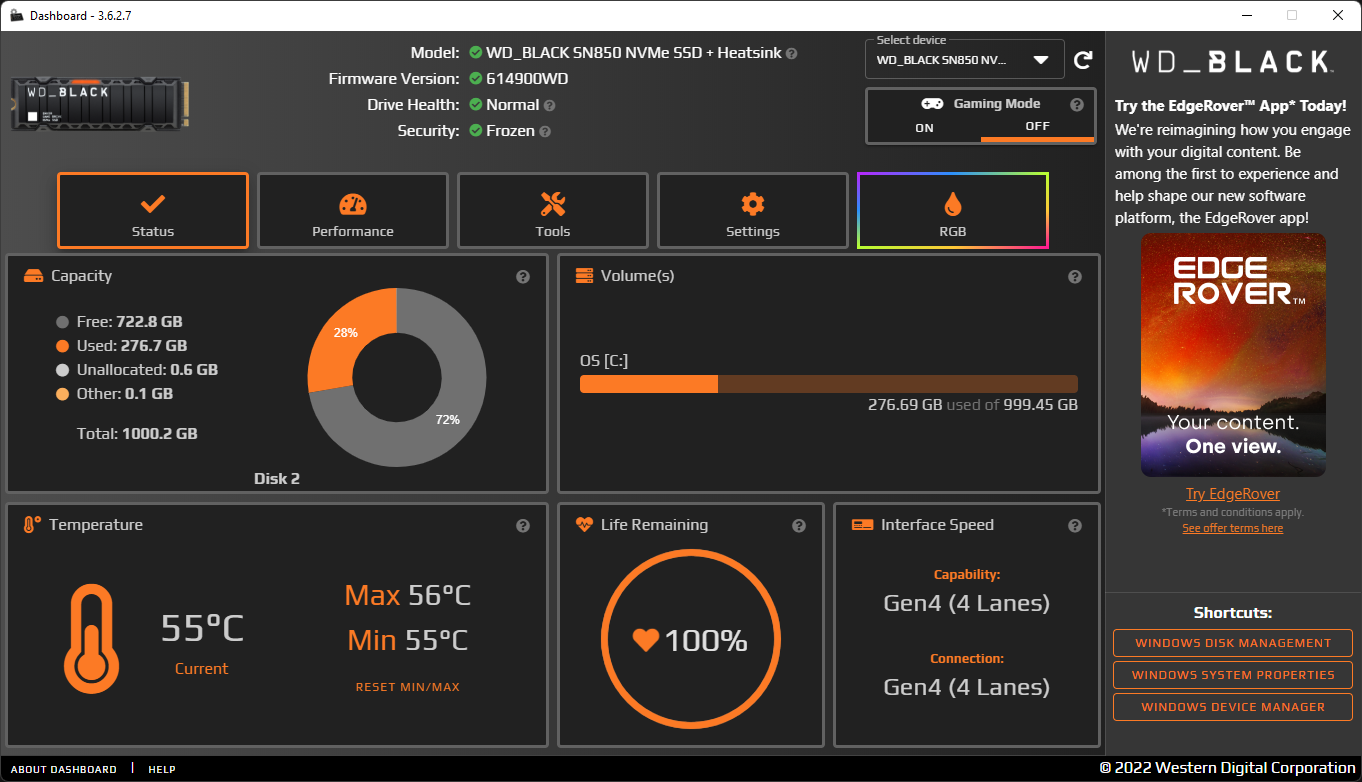 Dashboard - 3.6.2.7
WD_BLACK
Model: WD_BLACK SN850 NVMe SSD + Heatsink ?
Firmware Version: 614900WD
Drive Health: Normal ?
Security: Frozen ?
Select device
WD_BLACK SN850 NV...
Gaming Mode ?
ON OFF
Status
Performance
Tools
Settings
RGB
Capacity ?
Free: 722.8 GB
Used: 276.7 GB
Unallocated: 0.6 GB
Other: 0.1 GB
Total: 1000.2 GB
28%
72%
Disk 2
Volume(s) ?
OS [C:]
276.69 GB used of 999.45 GB
Temperature ?
55°C
Current
Max 56°C
Min 55°C
RESET MIN/MAX
Life Remaining ?
100%
Interface Speed ?
Capability:
Gen4 (4 Lanes)
Connection:
Gen4 (4 Lanes)
WD_BLACK™
Try the EdgeRover™ App* Today!
We're reimagining how you engage
with your digital content. Be
among the first to experience and
help shape our new software
platform, the EdgeRover app!
EDGE
ROVER™
Your content.
One view.
Try EdgeRover
*Terms and conditions apply.
See offer terms here
Shortcuts:
WINDOWS DISK MANAGEMENT
WINDOWS SYSTEM PROPERTIES
WINDOWS DEVICE MANAGER
ABOUT DASHBOARD | HELP
© 2022 Western Digital Corporation